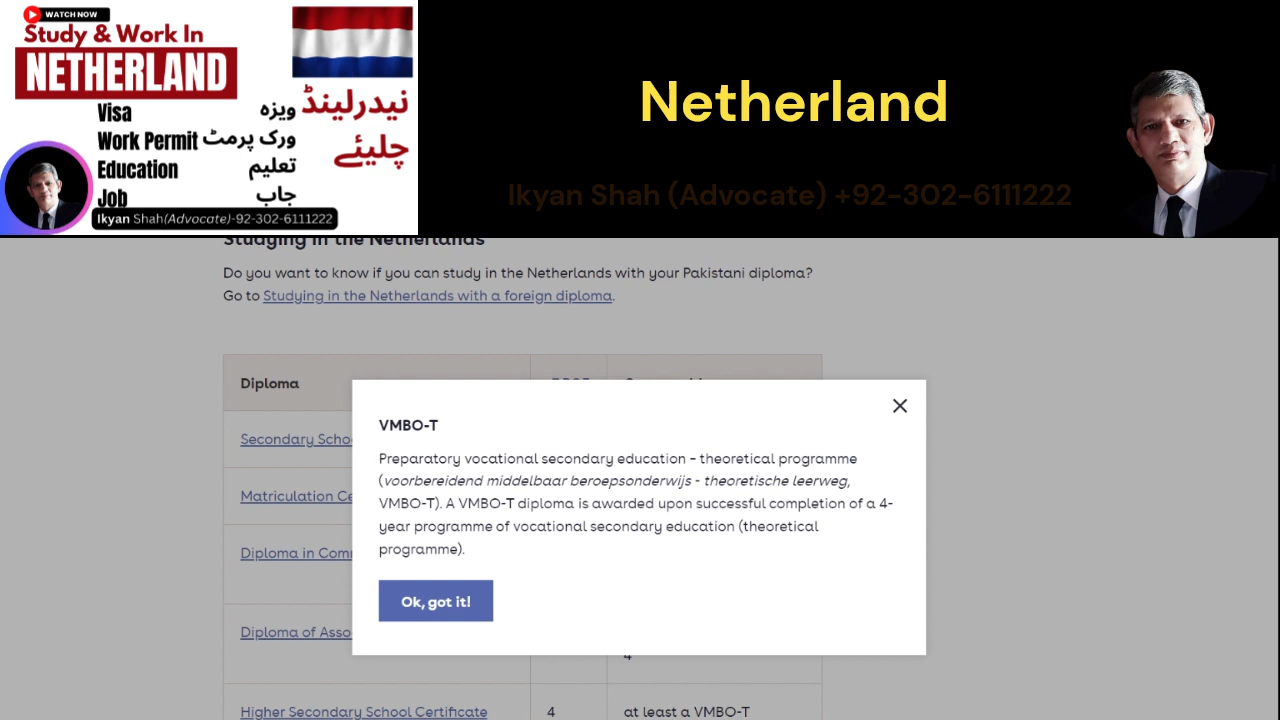 WATCH NOW
Study & Work In
NETHERLAND
نیدرلینڈ
چلیئے
Visa
ویزہ
Work Permit
ورک پرمٹ
Education
تعلیم
Job
جاب
Ikyan Shah(Advocate)-92-302-6111222
Netherland
Ikyan Shah (Advocate) +92-302-6111222
Studying in the Netherlands
Do you want to know if you can study in the Netherlands with your Pakistani diploma?
Go to Studying in the Netherlands with a foreign diploma.
Diploma
Secondary Scho
Matriculation Ce
Diploma in Com
Diploma of Asso
4
Higher Secondary School Certificate
4
at least a VMBO-T
VMBO-T
Preparatory vocational secondary education – theoretical programme
(voorbereidend middelbaar beroepsonderwijs - theoretische leerweg,
VMBO-T). A VMBO-T diploma is awarded upon successful completion of a 4-
year programme of vocational secondary education (theoretical
programme).
Ok, got it!